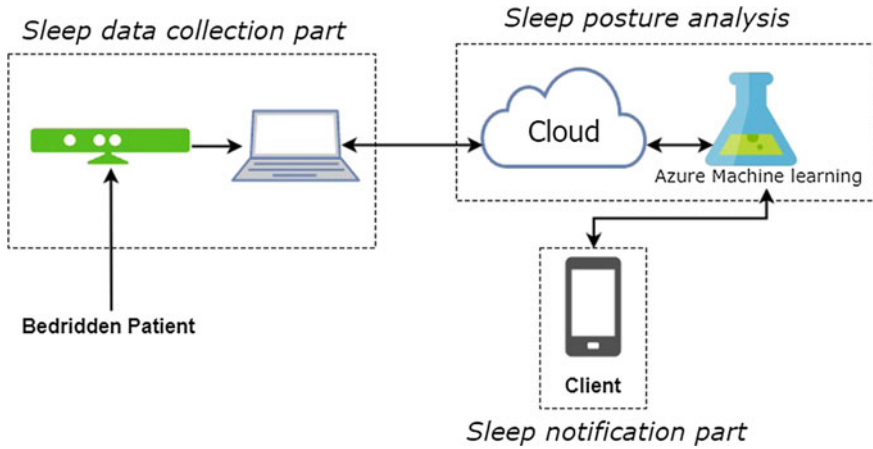 Sleep data collection part
Sleep posture analysis
Cloud
Azure Machine learning
Bedridden Patient
Client
Sleep notification part